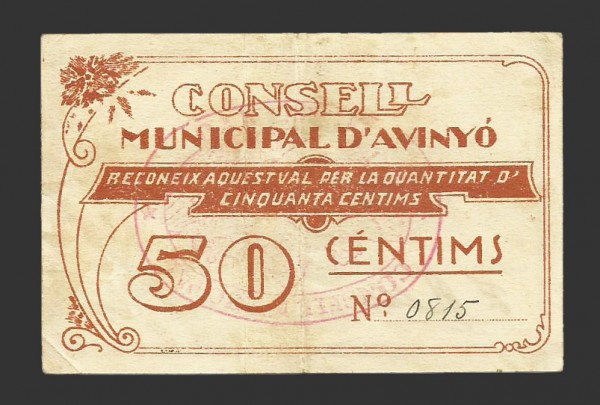 CONSELL
MUNICIPAL D'AVINYÓ
RECONEIX AQUEST VAL PER LA QUANTITAT D'
CINQUANTA CENTIMS
50 CÉNTIMS
Nº. 0815